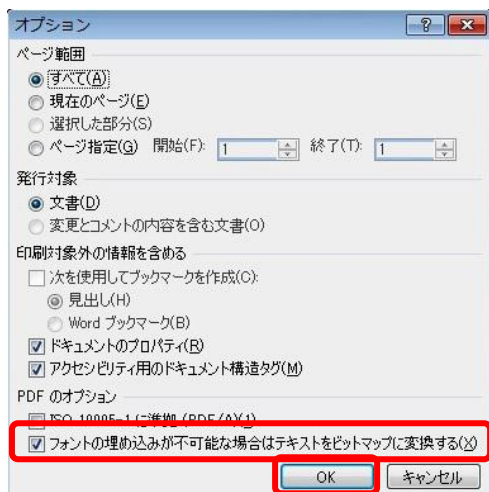 オプション
ページ範囲
すべて(A)
現在のページ(E)
選択した部分(S)
ページ指定(G) 開始(F): 1 終了(T): 1
発行対象
文書(D)
変更とコメントの内容を含む文書(O)
印刷対象外の情報を含める
次を使用してブックマークを作成(C):
見出し(H)
Word ブックマーク(B)
ドキュメントのプロパティ(R)
アクセシビリティ用のドキュメント構造タグ(M)
PDF のオプション
ISO 19005-1 に準拠 (PDF/A)(1)
フォントの埋め込みが不可能な場合はテキストをビットマップに変換する(X)
OK キャンセル